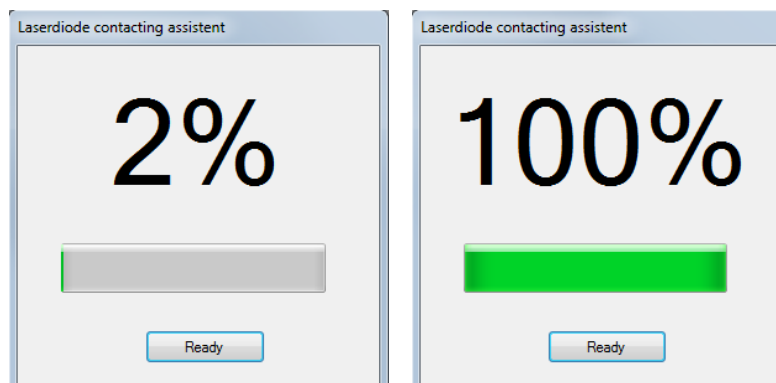 Laserdiode contacting assistent
2%
Ready
Laserdiode contacting assistent
100%
Ready